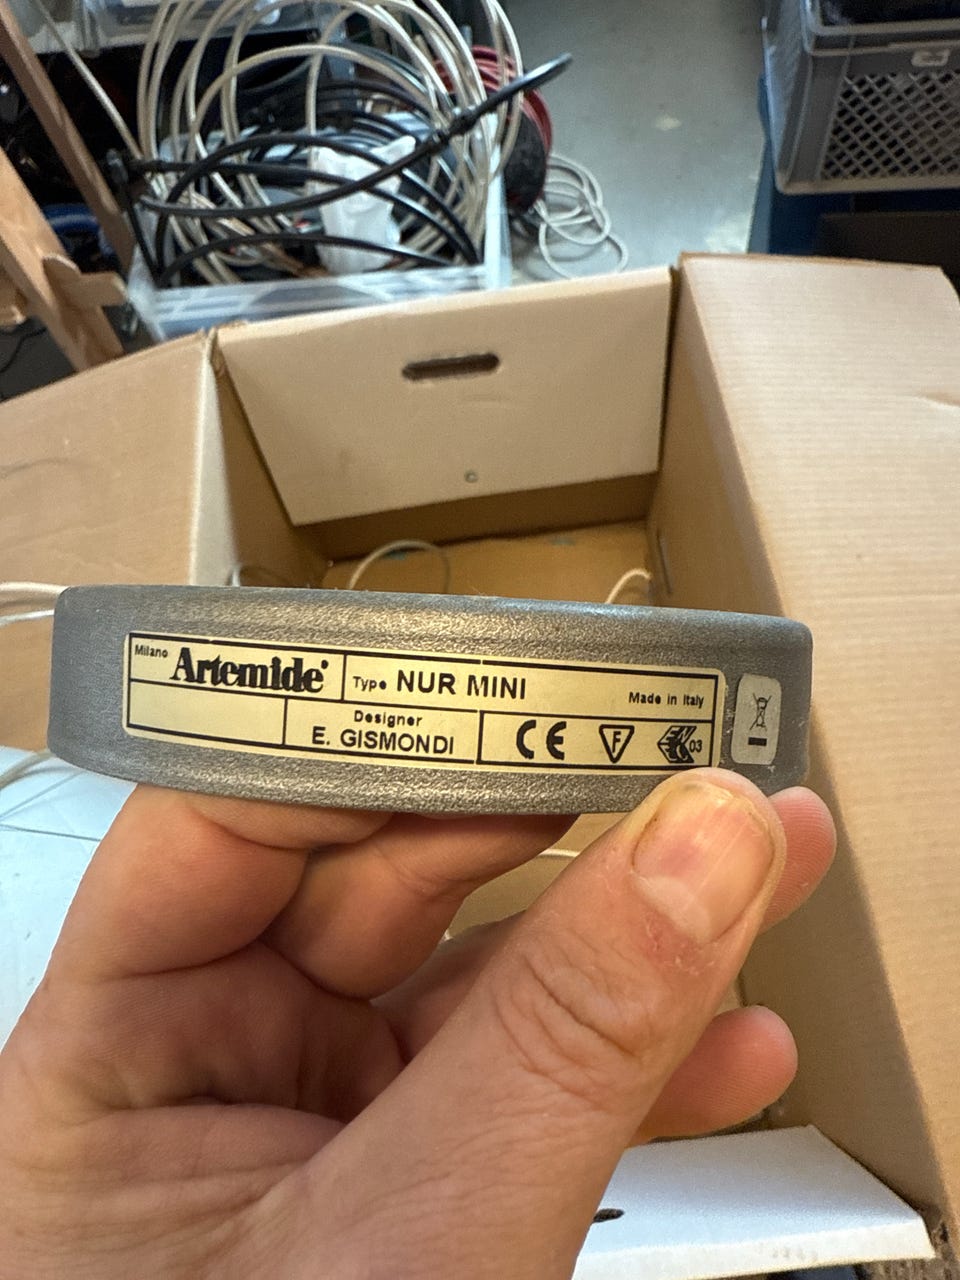 Milano Artemide®
Type NUR MINI
Made in Italy
Designer
E. GISMONDI
CE F 03